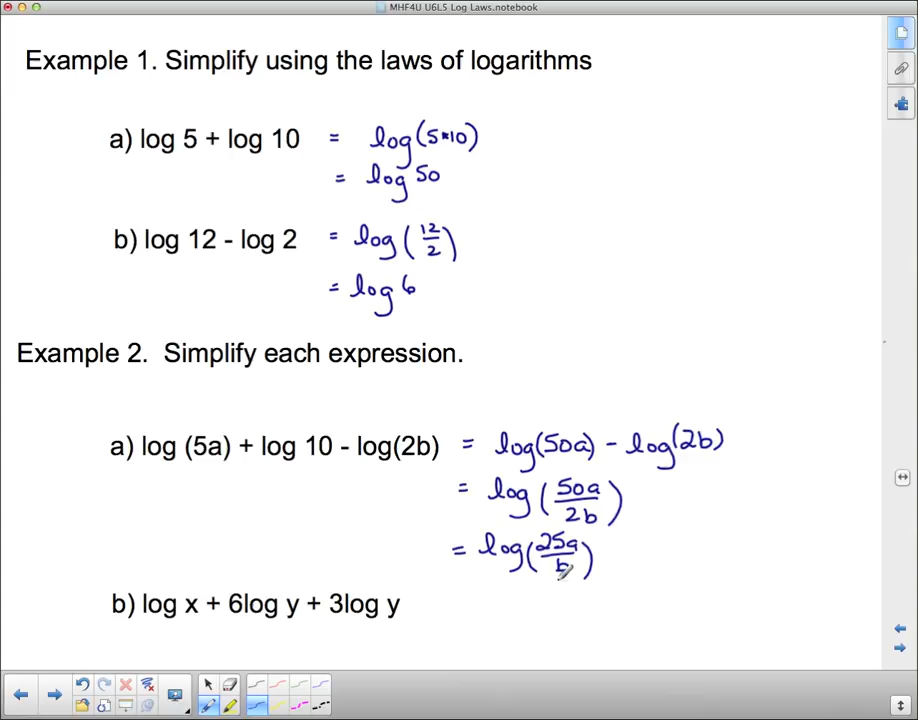 MHF4U U6L5 Log Laws.notebook
Example 1. Simplify using the laws of logarithms
a) log 5 + log 10 = log(5*10)
= log 50
b) log 12 - log 2 = log(12/2)
= log 6
Example 2. Simplify each expression.
a) log (5a) + log 10 - log(2b) = log(50a) - log(2b)
= log(50a/2b)
= log(25a/b)
b) log x + 6log y + 3log y